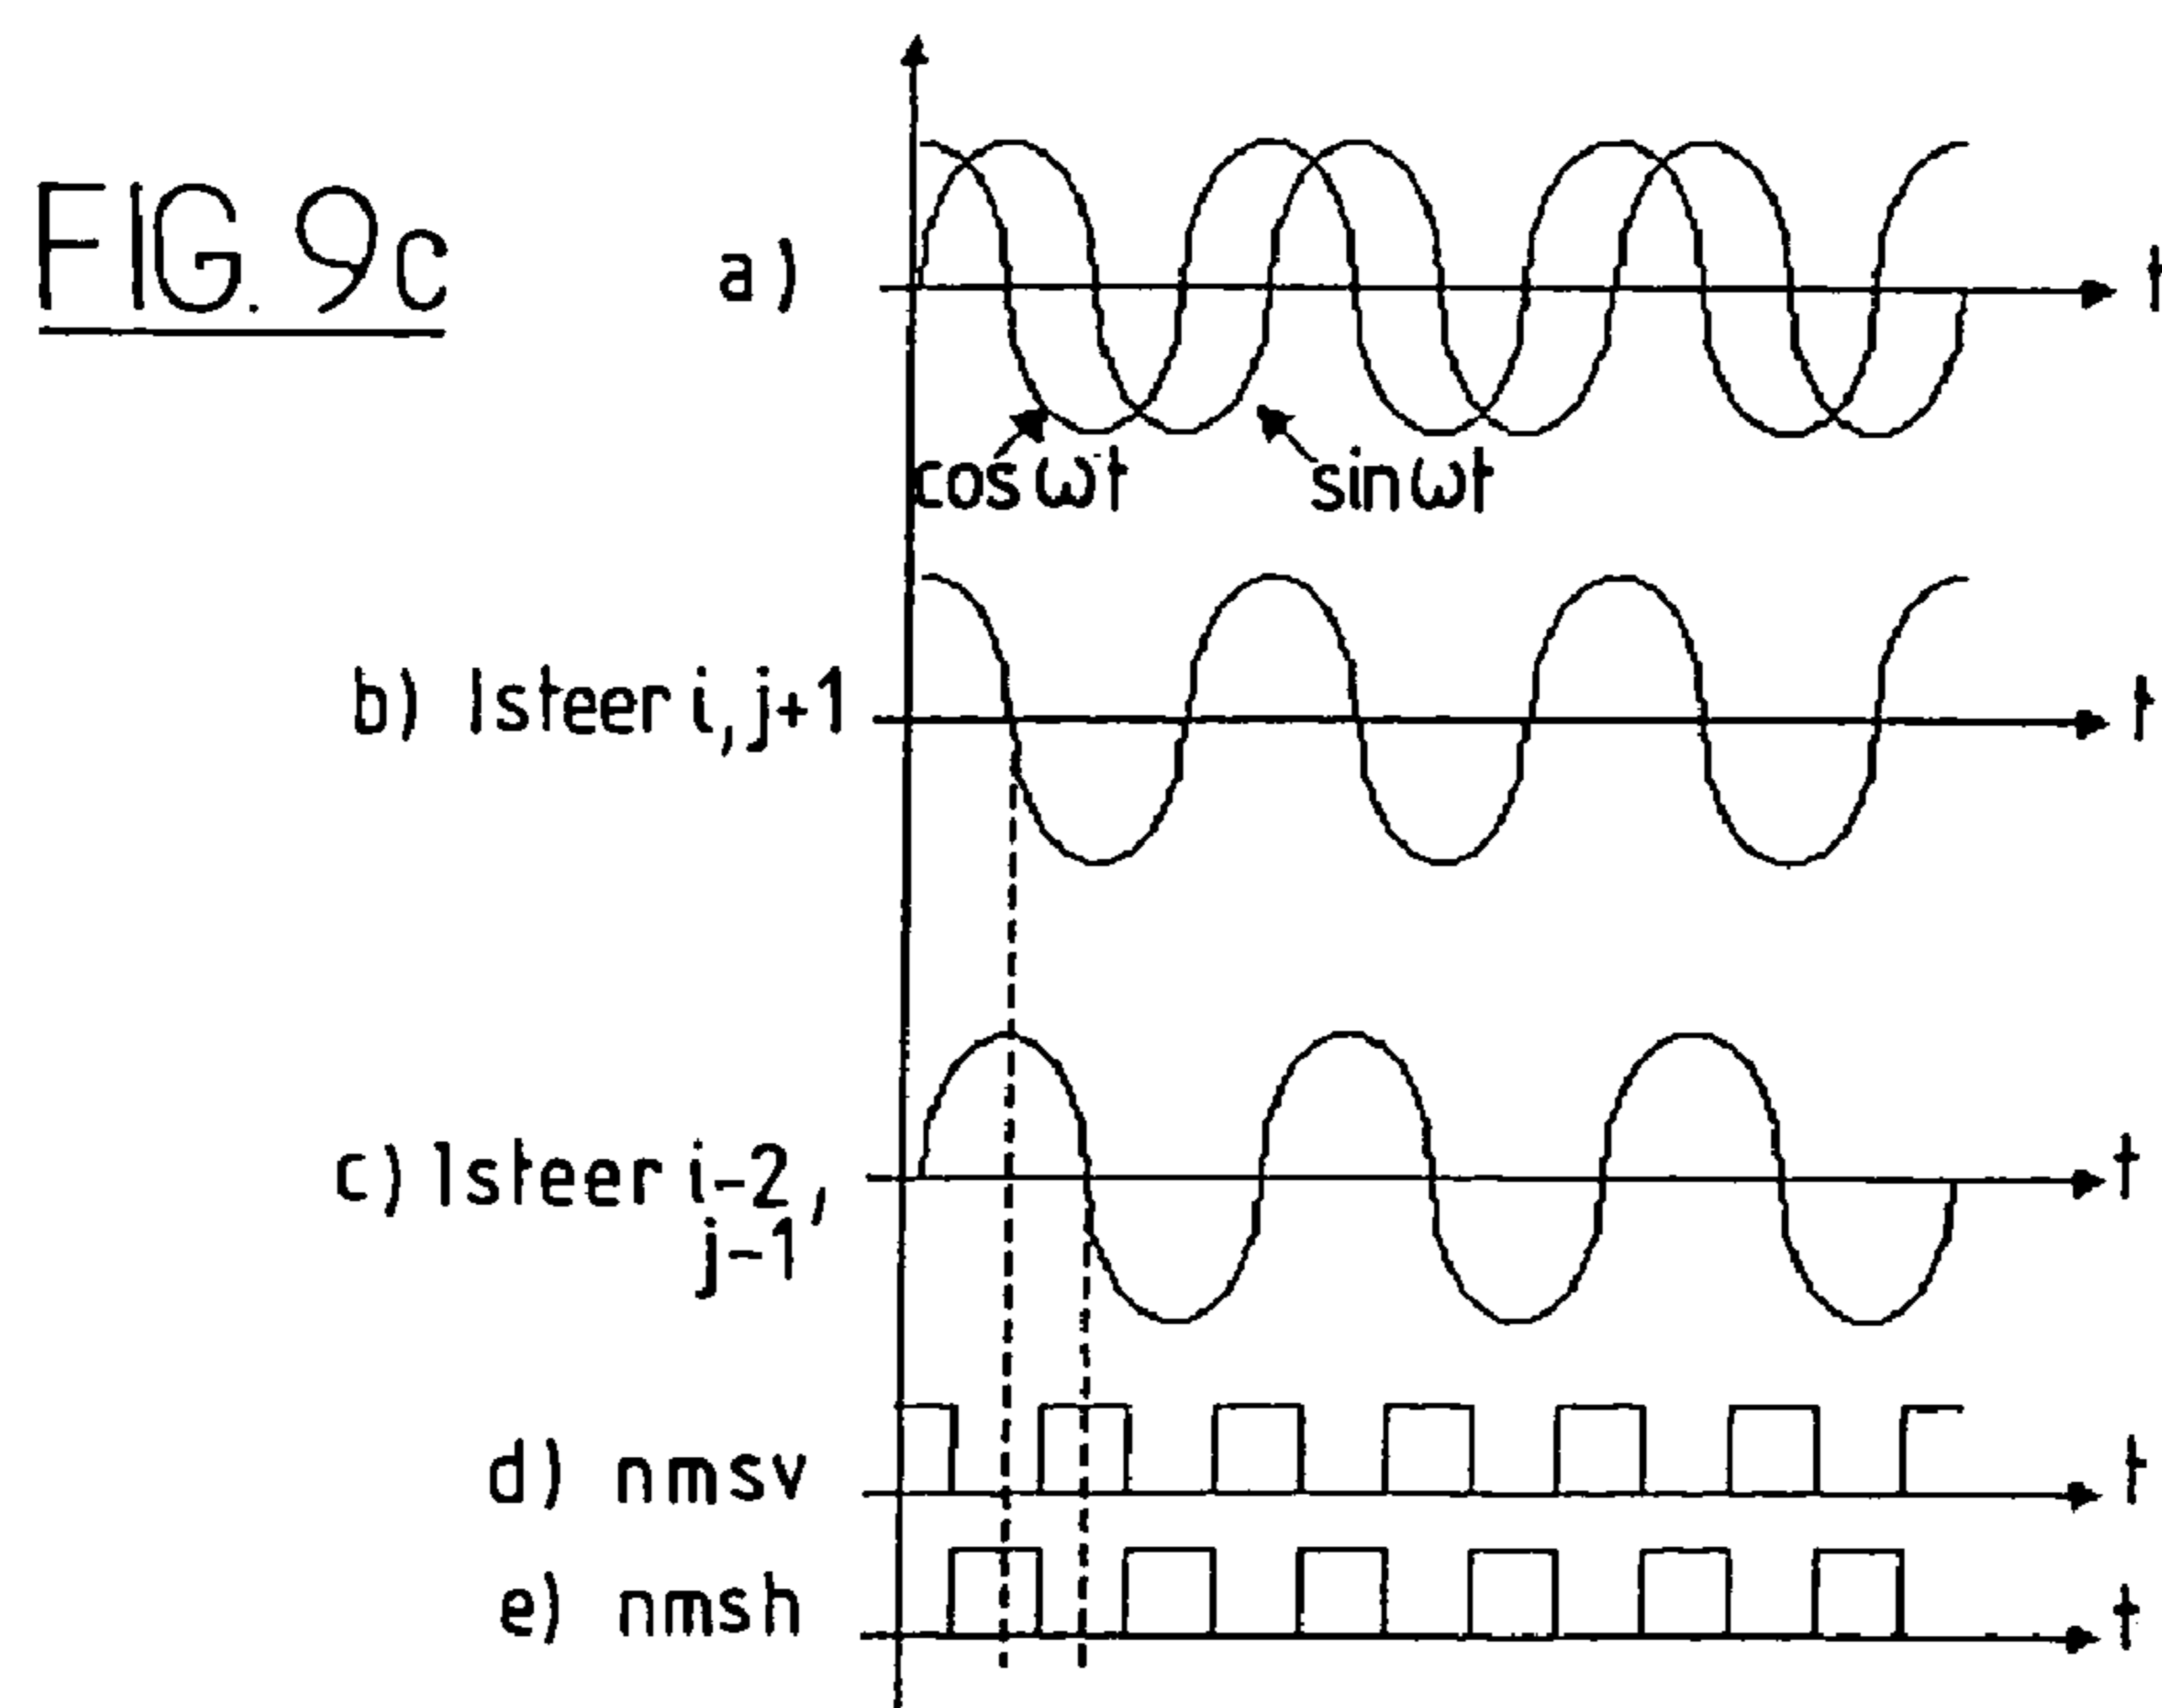 FIG. 9c
a)
t
cos ωt
sin ωt
b) Isteer i,j+1
t
c) Isteer i-2,
j-1
t
d) nmsv
t
e) nmsh
t